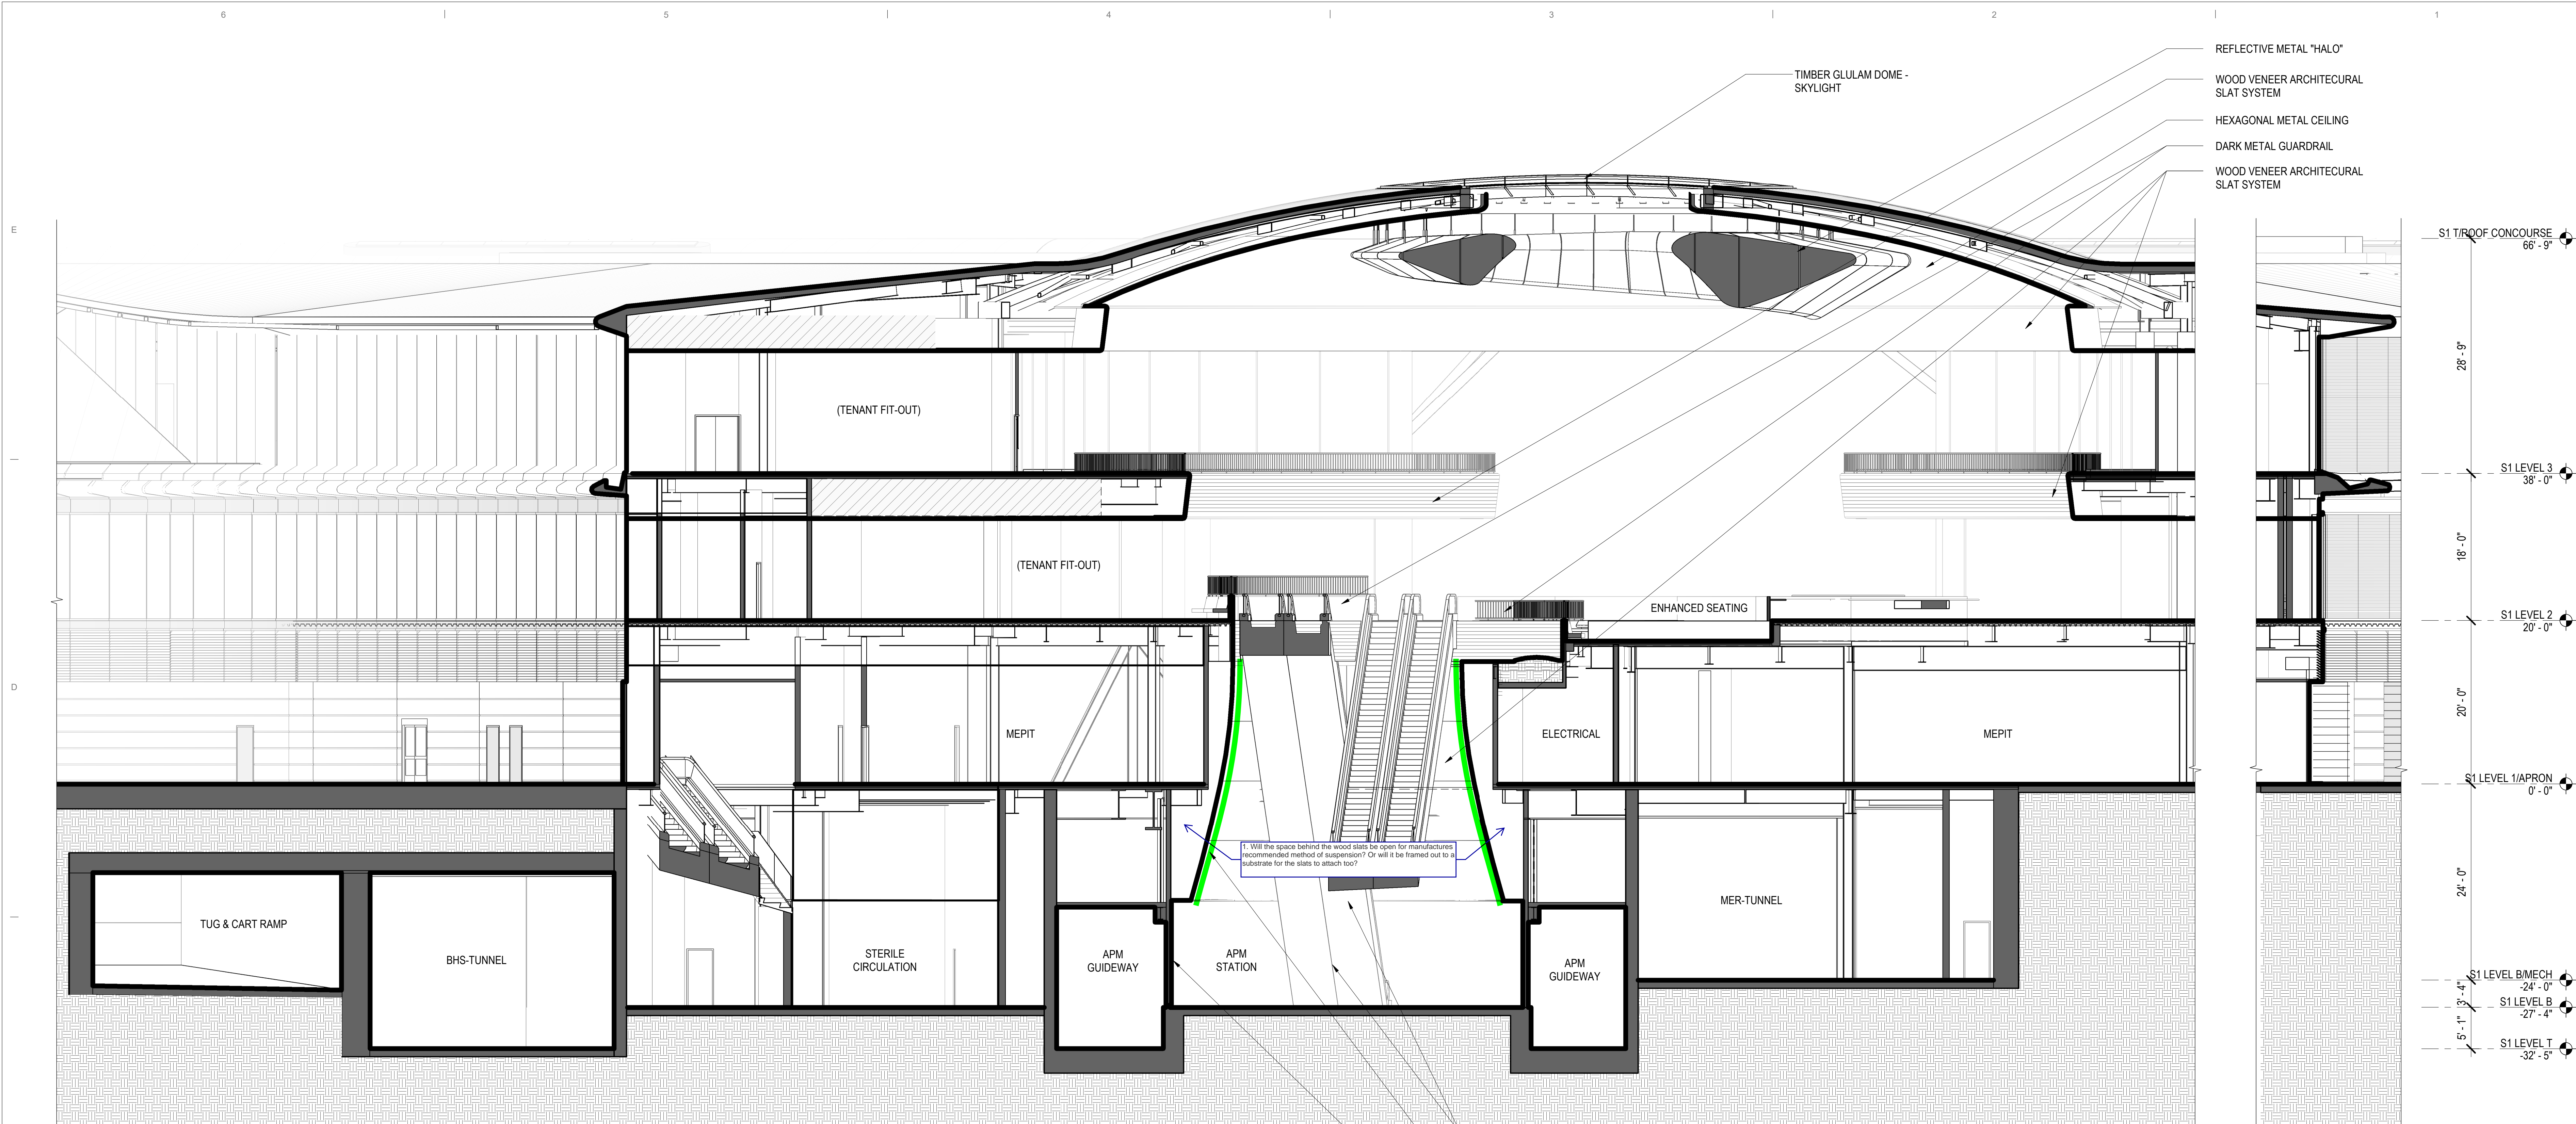 6 5 4 3 2 1
REFLECTIVE METAL "HALO"
TIMBER GLULAM DOME -
SKYLIGHT
WOOD VENEER ARCHITECURAL
SLAT SYSTEM
HEXAGONAL METAL CEILING
DARK METAL GUARDRAIL
WOOD VENEER ARCHITECURAL
SLAT SYSTEM
E
S1 T/ROOF CONCOURSE
66' - 9"
28' - 9"
(TENANT FIT-OUT)
S1 LEVEL 3
38' - 0"
18' - 0"
(TENANT FIT-OUT)
ENHANCED SEATING
S1 LEVEL 2
20' - 0"
D
20' - 0"
MEPIT
ELECTRICAL
MEPIT
S1 LEVEL 1/APRON
0' - 0"
1. Will the space behind the wood slats be open for manufactures
recommended method of suspension? Or will it be framed out to a
substrate for the slats to attach too?
24' - 0"
MER-TUNNEL
TUG & CART RAMP
BHS-TUNNEL
STERILE
CIRCULATION
APM
GUIDEWAY
APM
STATION
APM
GUIDEWAY
S1 LEVEL B/MECH
-24' - 0"
3' - 4"
S1 LEVEL B
-27' - 4"
5' - 1"
S1 LEVEL T
-32' - 5"